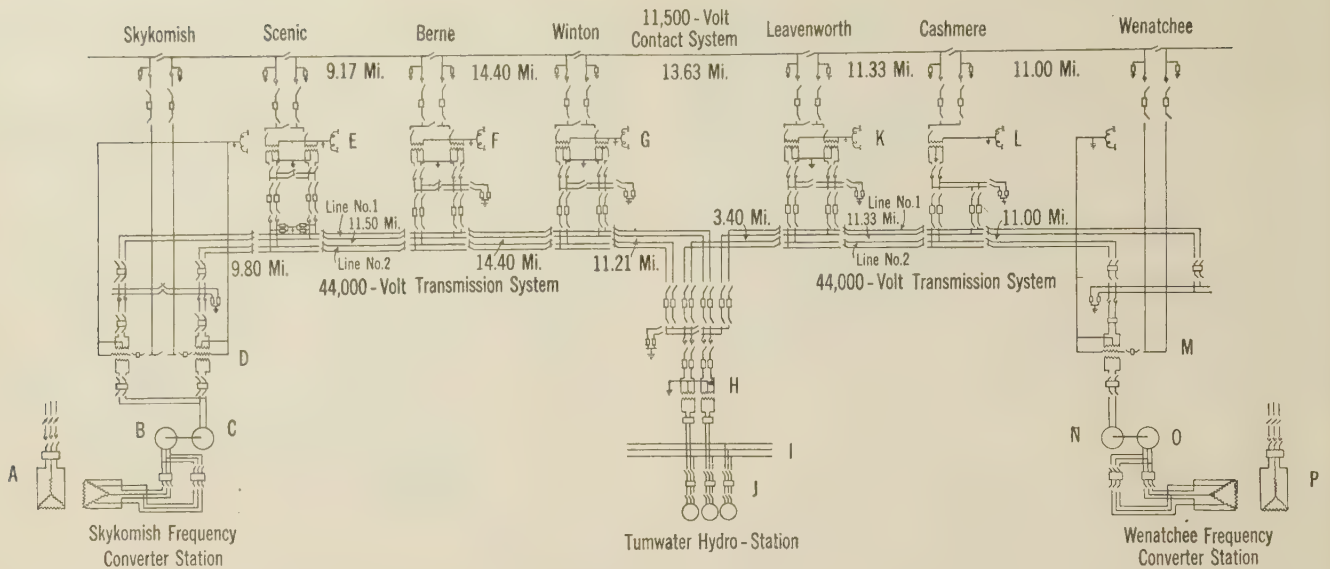 11,500-Volt
Contact System
Skykomish
Scenic
Berne
Winton
Leavenworth
Cashmere
Wenatchee
9.17 Mi.
14.40 Mi.
13.63 Mi.
11.33 Mi.
11.00 Mi.
E
F
G
K
L
Line No.1
11.50 Mi.
Line No.2
9.80 Mi.
14.40 Mi.
11.21 Mi.
44,000-Volt Transmission System
3.40 Mi.
Line No.1
11.33 Mi.
Line No.2
11.00 Mi.
44,000-Volt Transmission System
D
H
M
B
C
I
N
O
A
J
P
Skykomish Frequency
Converter Station
Tumwater Hydro-Station
Wenatchee Frequency
Converter Station